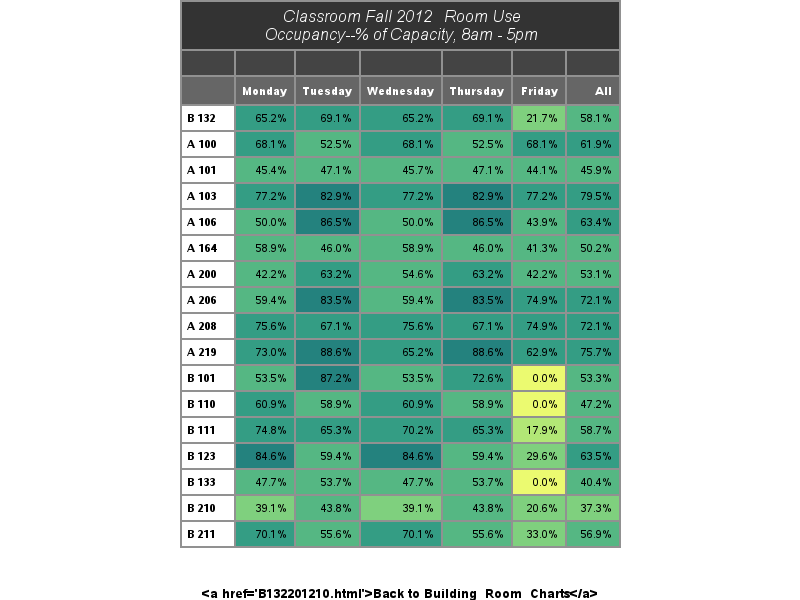 Classroom Fall 2012 Room Use
Occupancy--% of Capacity, 8am - 5pm
Monday Tuesday Wednesday Thursday Friday All
B 132 65.2% 69.1% 65.2% 69.1% 21.7% 58.1%
A 100 68.1% 52.5% 68.1% 52.5% 68.1% 61.9%
A 101 45.4% 47.1% 45.7% 47.1% 44.1% 45.9%
A 103 77.2% 82.9% 77.2% 82.9% 77.2% 79.5%
A 106 50.0% 86.5% 50.0% 86.5% 43.9% 63.4%
A 164 58.9% 46.0% 58.9% 46.0% 41.3% 50.2%
A 200 42.2% 63.2% 54.6% 63.2% 42.2% 53.1%
A 206 59.4% 83.5% 59.4% 83.5% 74.9% 72.1%
A 208 75.6% 67.1% 75.6% 67.1% 74.9% 72.1%
A 219 73.0% 88.6% 65.2% 88.6% 62.9% 75.7%
B 101 53.5% 87.2% 53.5% 72.6% 0.0% 53.3%
B 110 60.9% 58.9% 60.9% 58.9% 0.0% 47.2%
B 111 74.8% 65.3% 70.2% 65.3% 17.9% 58.7%
B 123 84.6% 59.4% 84.6% 59.4% 29.6% 63.5%
B 133 47.7% 53.7% 47.7% 53.7% 0.0% 40.4%
B 210 39.1% 43.8% 39.1% 43.8% 20.6% 37.3%
B 211 70.1% 55.6% 70.1% 55.6% 33.0% 56.9%
<a href='B132201210.html'>Back to Building_Room_Charts</a>